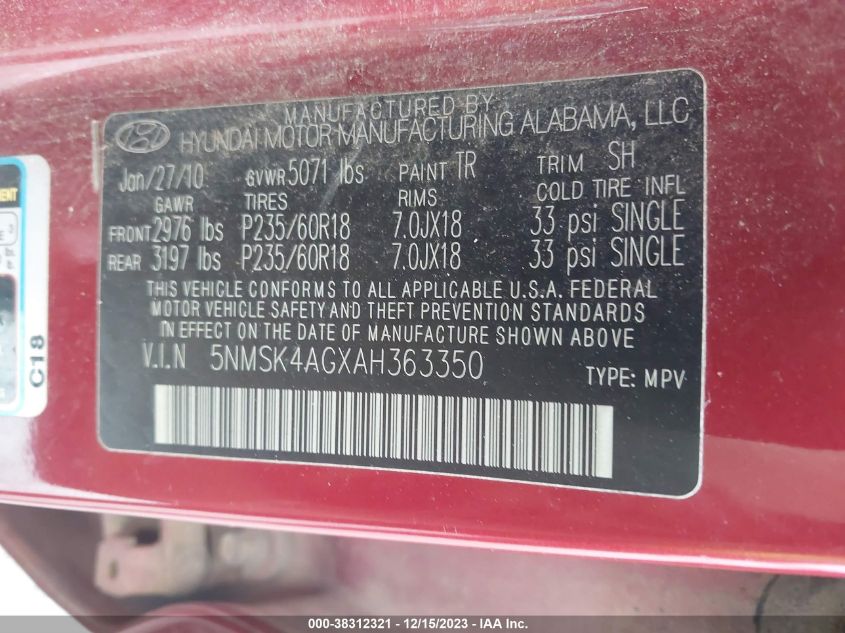 MANUFACTURED BY
HYUNDAI MOTOR MANUFACTURING ALABAMA, LLC
Jan/27/10 GVWR 5071 lbs PAINT TR TRIM SH
GAWR TIRES RIMS COLD TIRE INFL
FRONT 2976 lbs P235/60R18 7.0JX18 33 psi SINGLE
REAR 3197 lbs P235/60R18 7.0JX18 33 psi SINGLE
THIS VEHICLE CONFORMS TO ALL APPLICABLE U.S.A. FEDERAL
MOTOR VEHICLE SAFETY AND THEFT PREVENTION STANDARDS
IN EFFECT ON THE DATE OF MANUFACTURE SHOWN ABOVE
V.I.N 5NMSK4AGXAH363350
TYPE: MPV
C18
000-38312321 - 12/15/2023 - IAA Inc.